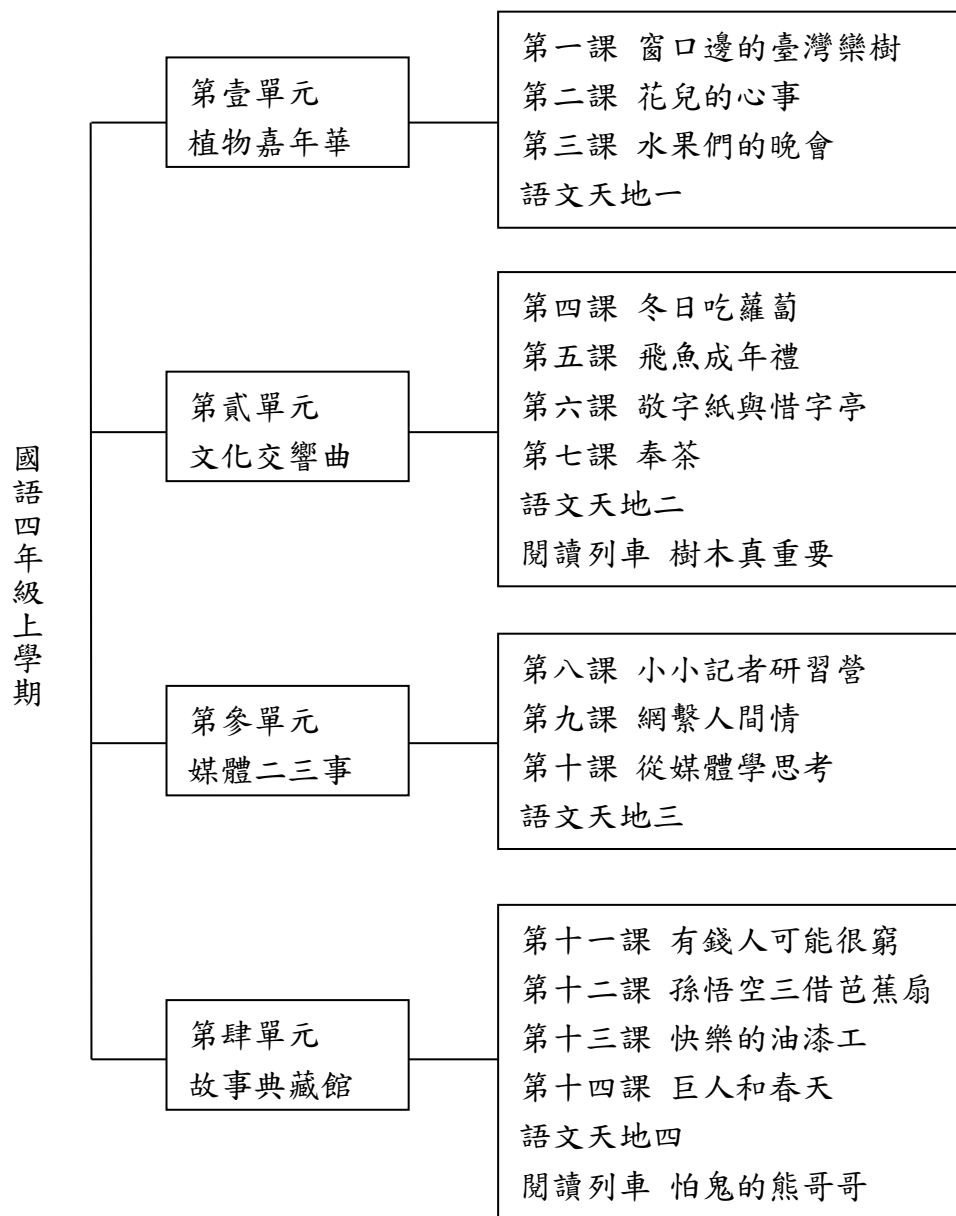 國語四年級上學期
第壹單元
植物嘉年華
第一課 窗口邊的臺灣欒樹
第二課 花兒的心事
第三課 水果們的晚會
語文天地一
第貳單元
文化交響曲
第四課 冬日吃蘿蔔
第五課 飛魚成年禮
第六課 敬字紙與惜字亭
第七課 奉茶
語文天地二
閱讀列車 樹木真重要
第參單元
媒體二三事
第八課 小小記者研習營
第九課 網繫人間情
第十課 從媒體學思考
語文天地三
第肆單元
故事典藏館
第十一課 有錢人可能很窮
第十二課 孫悟空三借芭蕉扇
第十三課 快樂的油漆工
第十四課 巨人和春天
語文天地四
閱讀列車 怕鬼的熊哥哥